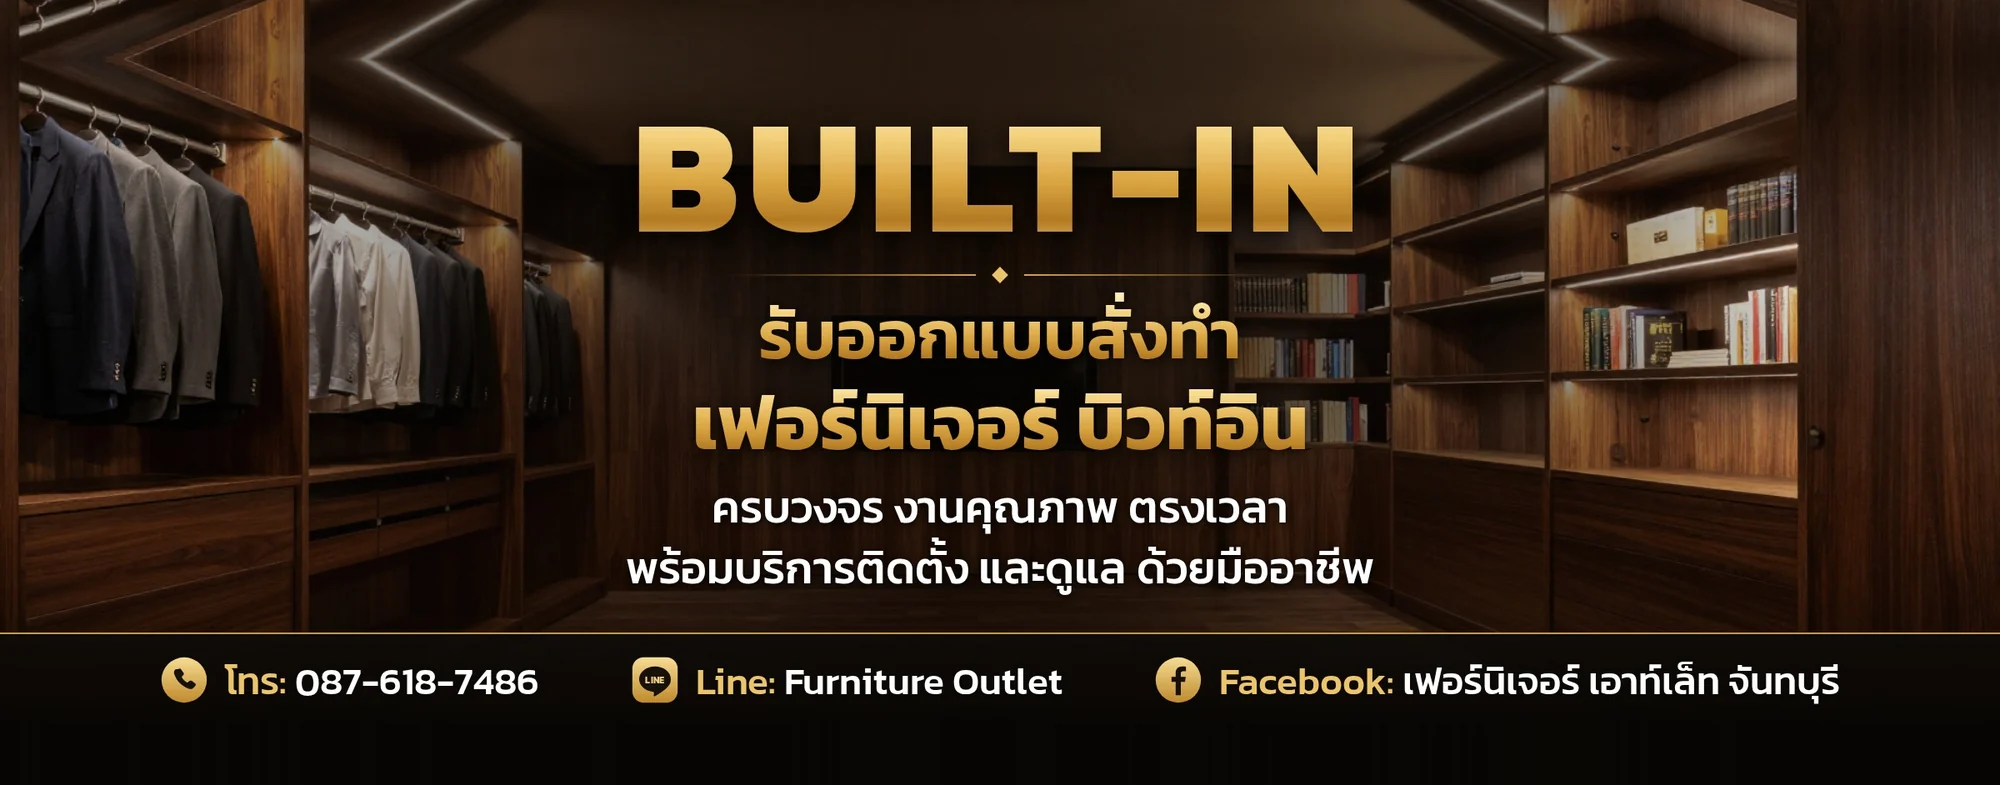 BUILT-IN
รับออกแบบสั่งทำ
เฟอร์นิเจอร์ บิวท์อิน
ครบวงจร งานคุณภาพ ตรงเวลา
พร้อมบริการติดตั้ง และดูแล ด้วยมืออาชีพ
โทร: 087-618-7486
LINE
Line: Furniture Outlet
Facebook: เฟอร์นิเจอร์ เอาท์เล็ท จันทบุรี